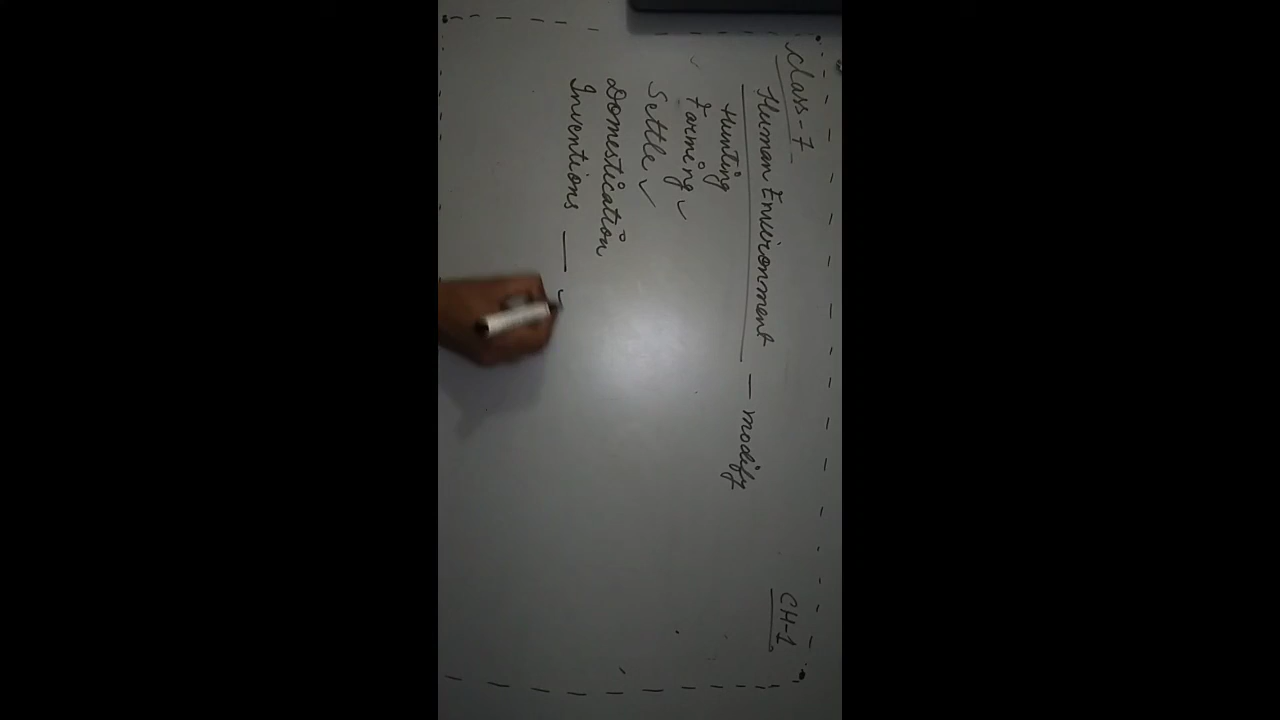 Class-7
CH-1
Human Environment — modify
Hunting
Farming ✓
Settle ✓
Domestication
Inventions —